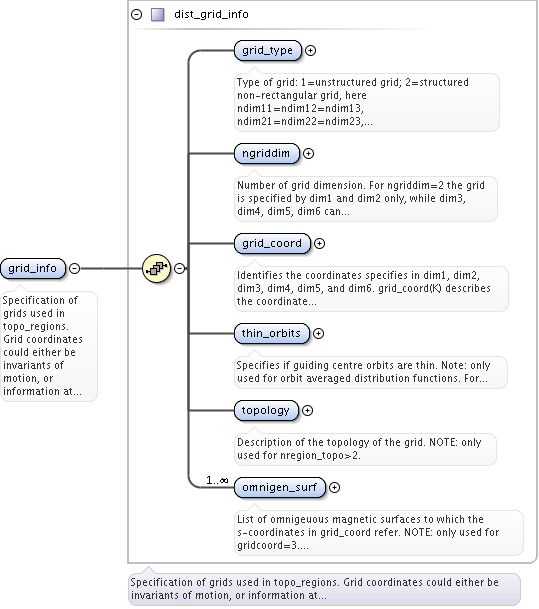 dist_grid_info
grid_type
Type of grid: 1=unstructured grid; 2=structured
non-rectangular grid, here
ndim11=ndim12=ndim13,
ndim21=ndim22=ndim23,...
ngriddim
Number of grid dimension. For ngriddim=2 the grid
is specified by dim1 and dim2 only, while dim3,
dim4, dim5, dim6 can...
grid_coord
Identifies the coordinates specifies in dim1, dim2,
dim3, dim4, dim5, and dim6. grid_coord(K) describes
the coordinate...
grid_info
Specification of
grids used in
topo_regions.
Grid coordinates
could either be
invariants of
motion, or
information at...
thin_orbits
Specifies if guiding centre orbits are thin. Note: only
used for orbit averaged distribution functions. For...
topology
Description of the topology of the grid. NOTE: only
used for nregion_topo>2.
1..∞
omnigen_surf
List of omnigeuous magnetic surfaces to which the
s-coordinates in grid_coord refer. NOTE: only used for
gridcoord=3....
Specification of grids used in topo_regions. Grid coordinates could either be
invariants of motion, or information at...